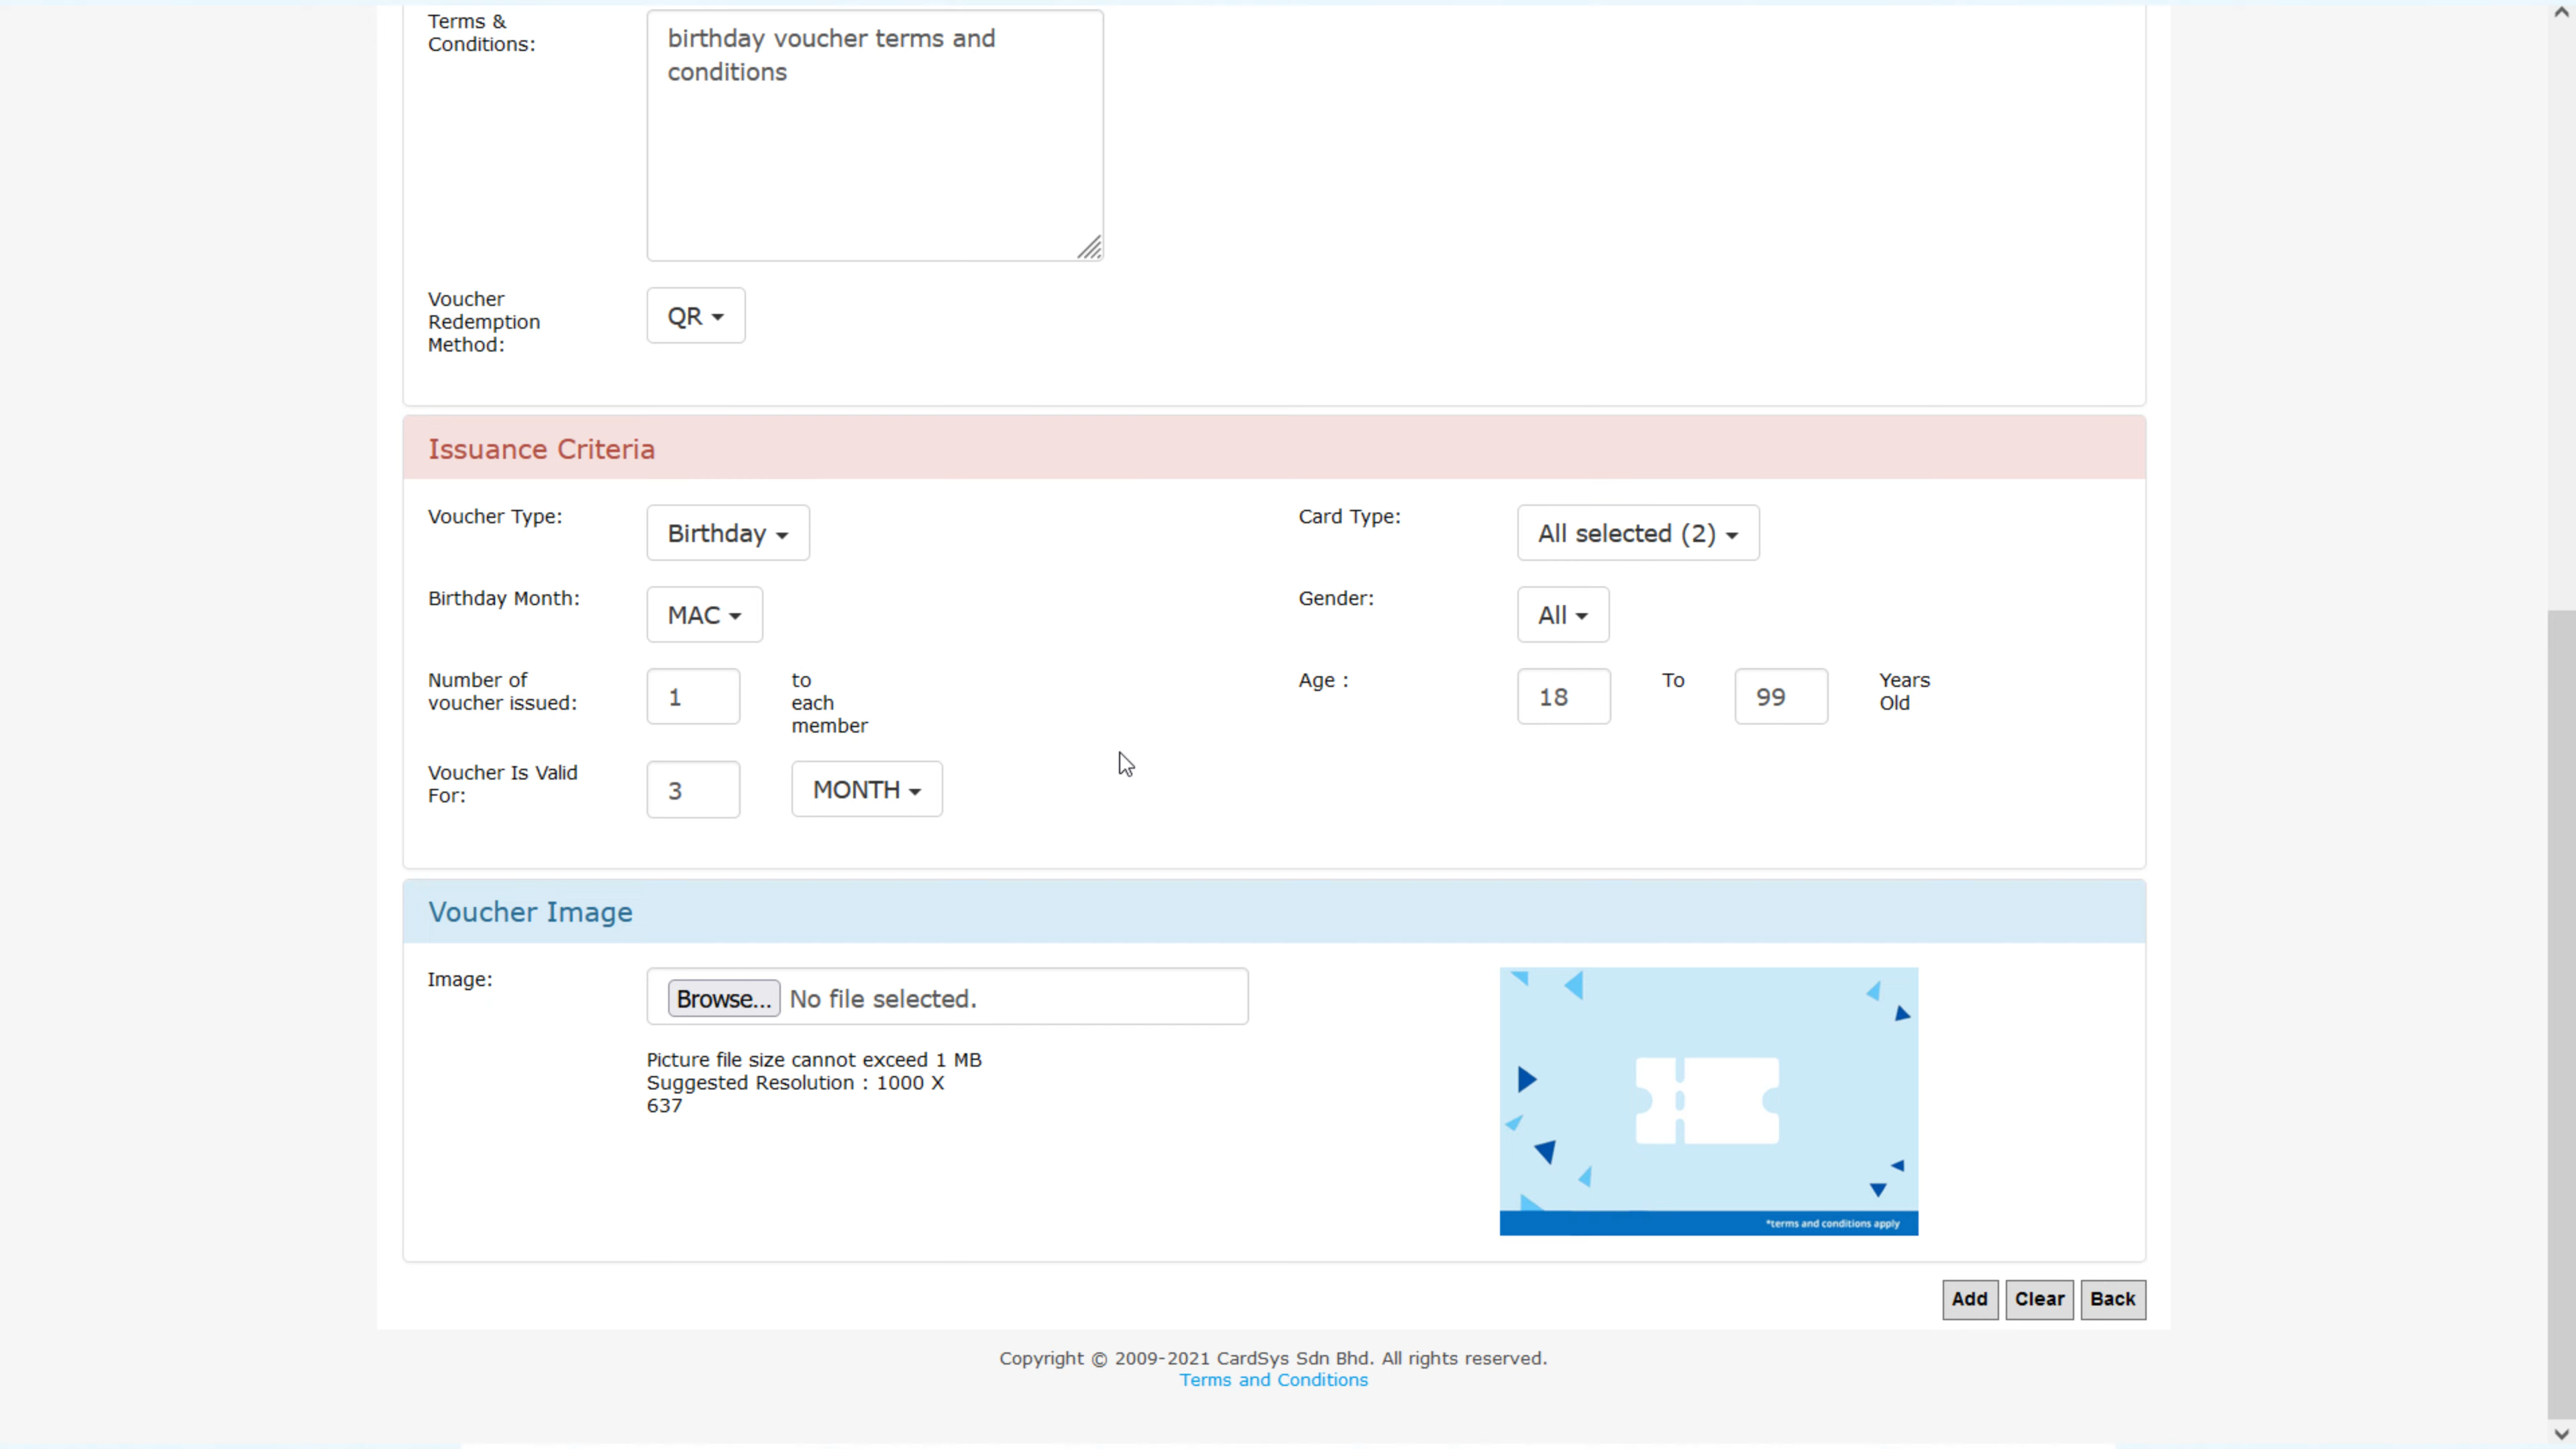 Terms &
Conditions:
birthday voucher terms and
conditions
Voucher
Redemption
Method:
QR
Issuance Criteria
Voucher Type:
Birthday
Card Type:
All selected (2)
Birthday Month:
MAC
Gender:
All
Number of
voucher issued:
1
to
each
member
Age :
18
To
99
Years
Old
Voucher Is Valid
For:
3
MONTH
Voucher Image
Image:
Browse... No file selected.
Picture file size cannot exceed 1 MB
Suggested Resolution : 1000 X
637
*terms and conditions apply
Add
Clear
Back
Copyright © 2009-2021 CardSys Sdn Bhd. All rights reserved.
Terms and Conditions